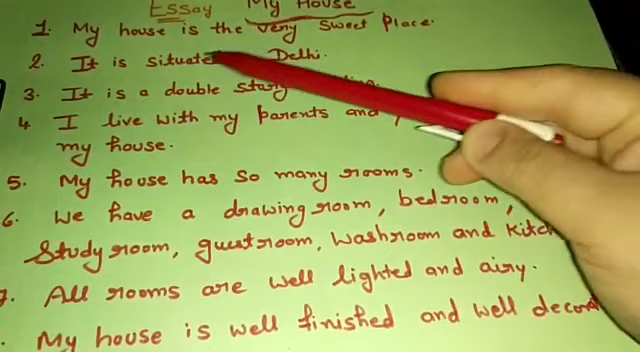 Essay My House
1. My house is the very sweet place.
2. It is situate Delhi.
3. It is a double
4 I live with my parents and
my house.
5. My house has so many rooms.
6. We have a drawing room, bedroom,
Study room, guestroom, washroom and
7. All rooms are well lighted and airy.
My house is well finished and well